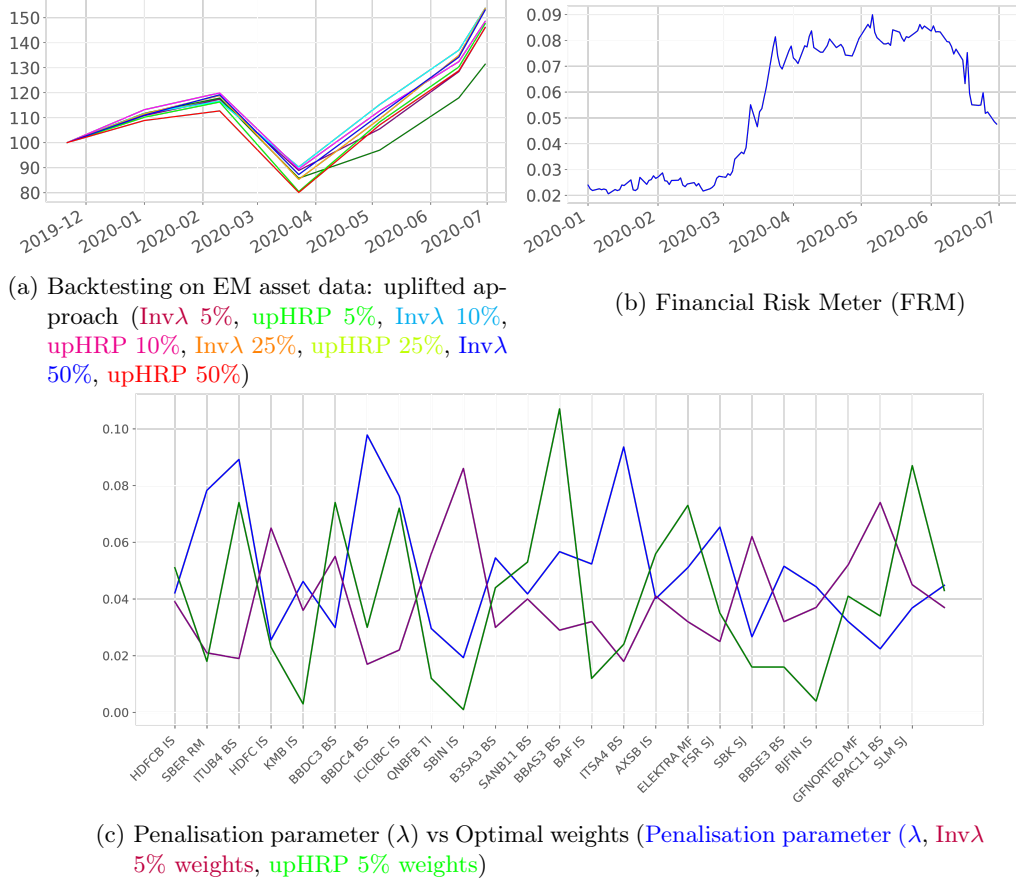 150
140
130
120
110
100
90
80
2019-12
2020-01
2020-02
2020-03
2020-04
2020-05
2020-06
2020-07
0.09
0.08
0.07
0.06
0.05
0.04
0.03
0.02
2020-01
2020-02
2020-03
2020-04
2020-05
2020-06
2020-07
(a) Backtesting on EM asset data: uplifted ap-
proach (Invλ 5%, upHRP 5%, Invλ 10%,
upHRP 10%, Invλ 25%, upHRP 25%, Invλ
50%, upHRP 50%)
(b) Financial Risk Meter (FRM)
0.10
0.08
0.06
0.04
0.02
0.00
HDFCB IS
SBER RM
ITUB4 BS
HDFC IS
KMB IS
BBDC3 BS
BBDC4 BS
ICICIBC IS
QNBFB TI
SBIN IS
B3SA3 BS
SANB11 BS
BBAS3 BS
BAF IS
ITSA4 BS
AXSB IS
ELEKTRA MF
FSR SJ
SBK SJ
BBSE3 BS
BJFIN IS
GFNORTEO MF
BPAC11 BS
SLM SJ
(c) Penalisation parameter (λ) vs Optimal weights (Penalisation parameter (λ, Invλ
5% weights, upHRP 5% weights)